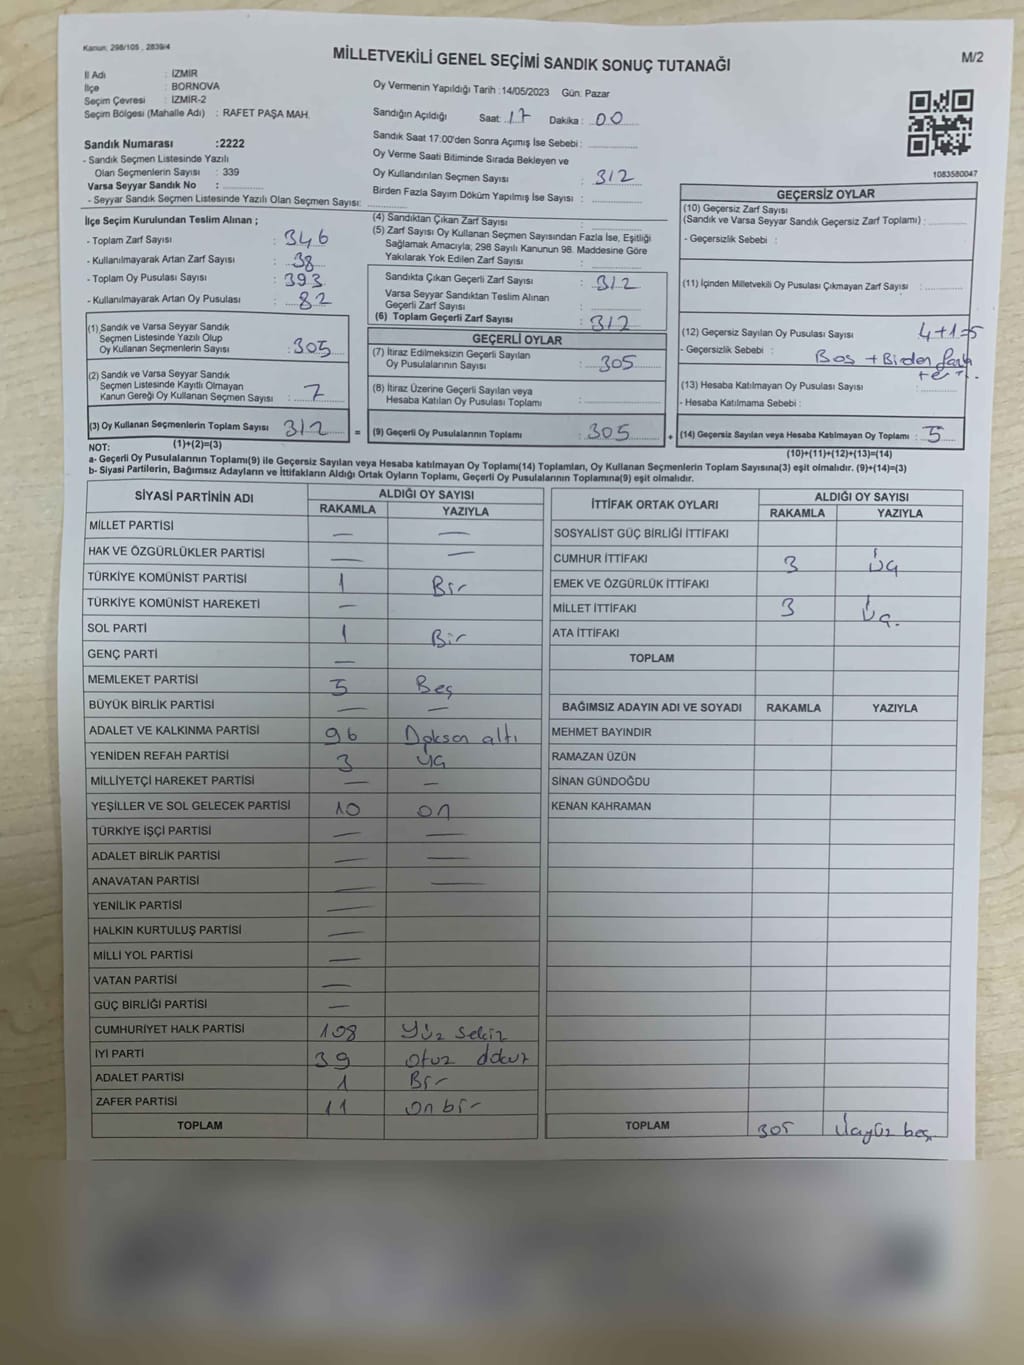 Kanun: 298/105 , 2839/4
MİLLETVEKİLİ GENEL SEÇİMİ SANDIK SONUÇ TUTANAĞI
M/2
İl Adı : İZMİR
İlçe : BORNOVA
Seçim Çevresi : İZMİR-2
Seçim Bölgesi (Mahalle Adı) : RAFET PAŞA MAH.
Sandık Numarası :2222
- Sandık Seçmen Listesinde Yazılı
Olan Seçmenlerin Sayısı : 339
Varsa Seyyar Sandık No :
- Seyyar Sandık Seçmen Listesinde Yazılı Olan Seçmen Sayısı:
Oy Vermenin Yapıldığı Tarih :14/05/2023 Gün: Pazar
Sandığın Açıldığı Saat: 17 Dakika : 00
Sandık Saat 17:00'den Sonra Açımış İse Sebebi :
Oy Verme Saati Bitiminde Sırada Bekleyen ve
Oy Kullandırılan Seçmen Sayısı : 312
Birden Fazla Sayım Döküm Yapılmış İse Sayısı :
1083580047
İlçe Seçim Kurulundan Teslim Alınan ;
- Toplam Zarf Sayısı : 346
- Kullanılmayarak Artan Zarf Sayısı : 38
- Toplam Oy Pusulası Sayısı : 393
- Kullanılmayarak Artan Oy Pusulası : 82
(1) Sandık ve Varsa Seyyar Sandık
Seçmen Listesinde Yazılı Olup
Oy Kullanan Seçmenlerin Sayısı : 305
(2) Sandık ve Varsa Seyyar Sandık
Seçmen Listesinde Kayıtlı Olmayan
Kanun Gereği Oy Kullanan Seçmen Sayısı : 7
(3) Oy Kullanan Seçmenlerin Toplam Sayısı 312 =
(4) Sandıktan Çıkan Zarf Sayısı :
(5) Zarf Sayısı Oy Kullanan Seçmen Sayısından Fazla İse, Eşitliği
Sağlamak Amacıyla; 298 Sayılı Kanunun 98. Maddesine Göre
Yakılarak Yok Edilen Zarf Sayısı :
Sandıkta Çıkan Geçerli Zarf Sayısı : 312
Varsa Seyyar Sandıktan Teslim Alınan
Geçerli Zarf Sayısı :
(6) Toplam Geçerli Zarf Sayısı : 312
GEÇERLİ OYLAR
(7) İtiraz Edilmeksizin Geçerli Sayılan
Oy Pusulalarının Sayısı : 305
(8) İtiraz Üzerine Geçerli Sayılan veya
Hesaba Katılan Oy Pusulası Toplamı :
(9) Geçerli Oy Pusulalarının Toplamı : 305 +
GEÇERSİZ OYLAR
(10) Geçersiz Zarf Sayısı
(Sandık ve Varsa Seyyar Sandık Geçersiz Zarf Toplamı) :
- Geçersizlik Sebebi :
(11) İçinden Milletvekili Oy Pusulası Çıkmayan Zarf Sayısı :
(12) Geçersiz Sayılan Oy Pusulası Sayısı 4+1=5
- Geçersizlik Sebebi : Boş + Birden fazla
(13) Hesaba Katılmayan Oy Pusulası Sayısı :
- Hesaba Katılmama Sebebi :
(14) Geçersiz Sayılan veya Hesaba Katılmayan Oy Toplamı : 5
NOT: (1)+(2)=(3)
(10)+(11)+(12)+(13)=(14)
a- Geçerli Oy Pusulalarının Toplamı(9) ile Geçersiz Sayılan veya Hesaba katılmayan Oy Toplamı(14) Toplamları, Oy Kullanan Seçmenlerin Toplam Sayısına(3) eşit olmalıdır. (9)+(14)=(3)
b- Siyasi Partilerin, Bağımsız Adayların ve İttifakların Aldığı Ortak Oyların Toplamı, Geçerli Oy Pusulalarının Toplamına(9) eşit olmalıdır.
SİYASİ PARTİNİN ADI ALDIĞI OY SAYISI
RAKAMLA YAZIYLA
MİLLET PARTİSİ — —
HAK VE ÖZGÜRLÜKLER PARTİSİ — —
TÜRKİYE KOMÜNİST PARTİSİ 1 Bir
TÜRKİYE KOMÜNİST HAREKETİ —
SOL PARTİ 1 Bir
GENÇ PARTİ —
MEMLEKET PARTİSİ 5 Beş
BÜYÜK BİRLİK PARTİSİ — —
ADALET VE KALKINMA PARTİSİ 96 Doksan altı
YENİDEN REFAH PARTİSİ 3 Üç
MİLLİYETÇİ HAREKET PARTİSİ — —
YEŞİLLER VE SOL GELECEK PARTİSİ 10 on
TÜRKİYE İŞÇİ PARTİSİ — —
ADALET BİRLİK PARTİSİ — —
ANAVATAN PARTİSİ — —
YENİLİK PARTİSİ —
HALKIN KURTULUŞ PARTİSİ —
MİLLİ YOL PARTİSİ —
VATAN PARTİSİ —
GÜÇ BİRLİĞİ PARTİSİ —
CUMHURİYET HALK PARTİSİ 108 Yüz sekiz
İYİ PARTİ 39 otuz dokuz
ADALET PARTİSİ 1 Bir
ZAFER PARTİSİ 11 on bir
TOPLAM
İTTİFAK ORTAK OYLARI ALDIĞI OY SAYISI
RAKAMLA YAZIYLA
SOSYALİST GÜÇ BİRLİĞİ İTTİFAKI
CUMHUR İTTİFAKI 3 Üç
EMEK VE ÖZGÜRLÜK İTTİFAKI
MİLLET İTTİFAKI 3 Üç.
ATA İTTİFAKI
TOPLAM
BAĞIMSIZ ADAYIN ADI VE SOYADI RAKAMLA YAZIYLA
MEHMET BAYINDIR
RAMAZAN ÜZÜN
SİNAN GÜNDOĞDU
KENAN KAHRAMAN
TOPLAM 305 Üçyüz beş